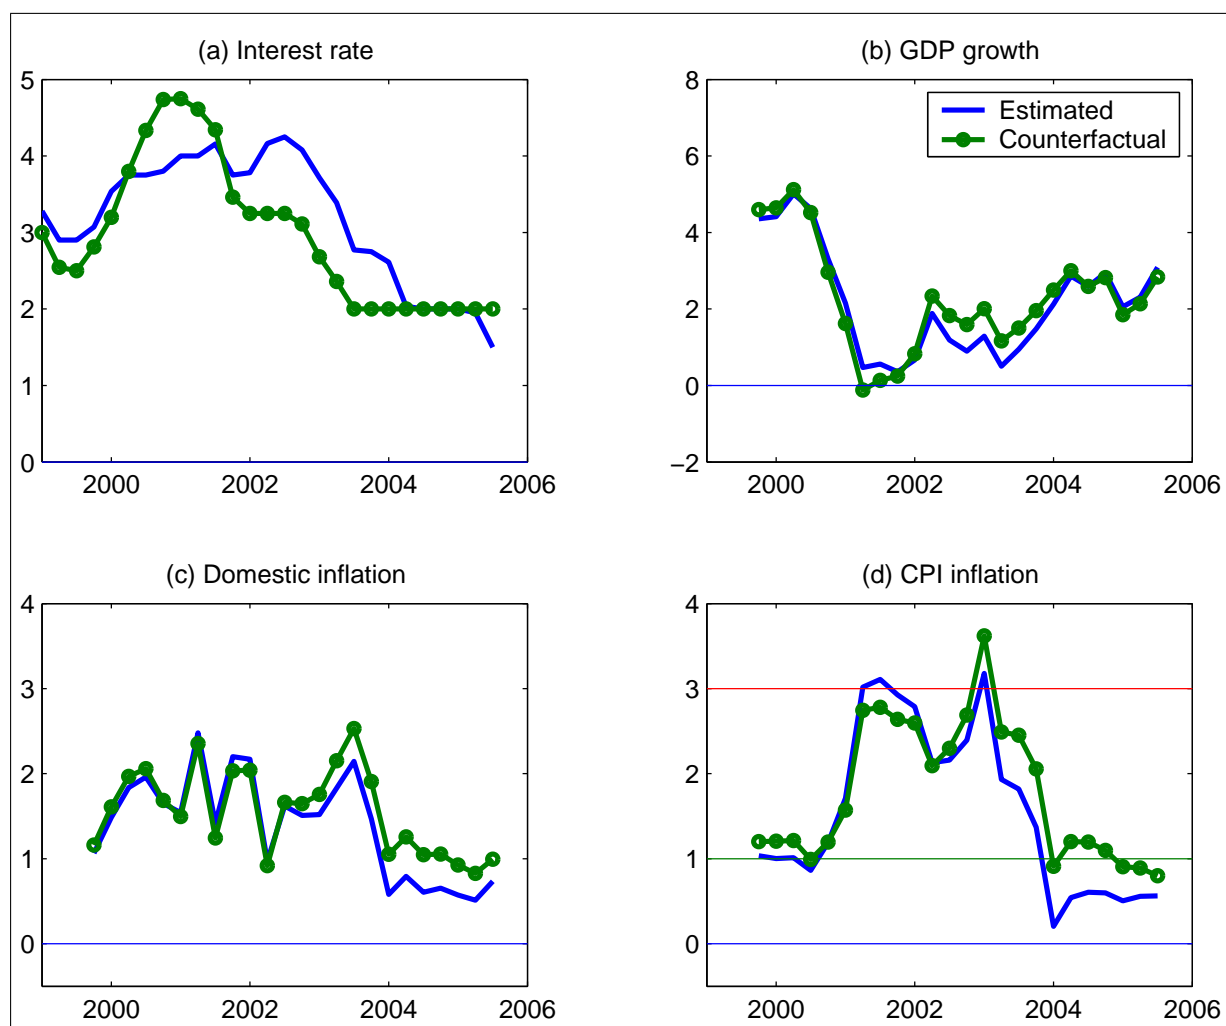 (a) Interest rate
5
4
3
2
1
0
2000 2002 2004 2006
(b) GDP growth
8
6
4
2
0
−2
2000 2002 2004 2006
Estimated
Counterfactual
(c) Domestic inflation
4
3
2
1
0
2000 2002 2004 2006
(d) CPI inflation
4
3
2
1
0
2000 2002 2004 2006